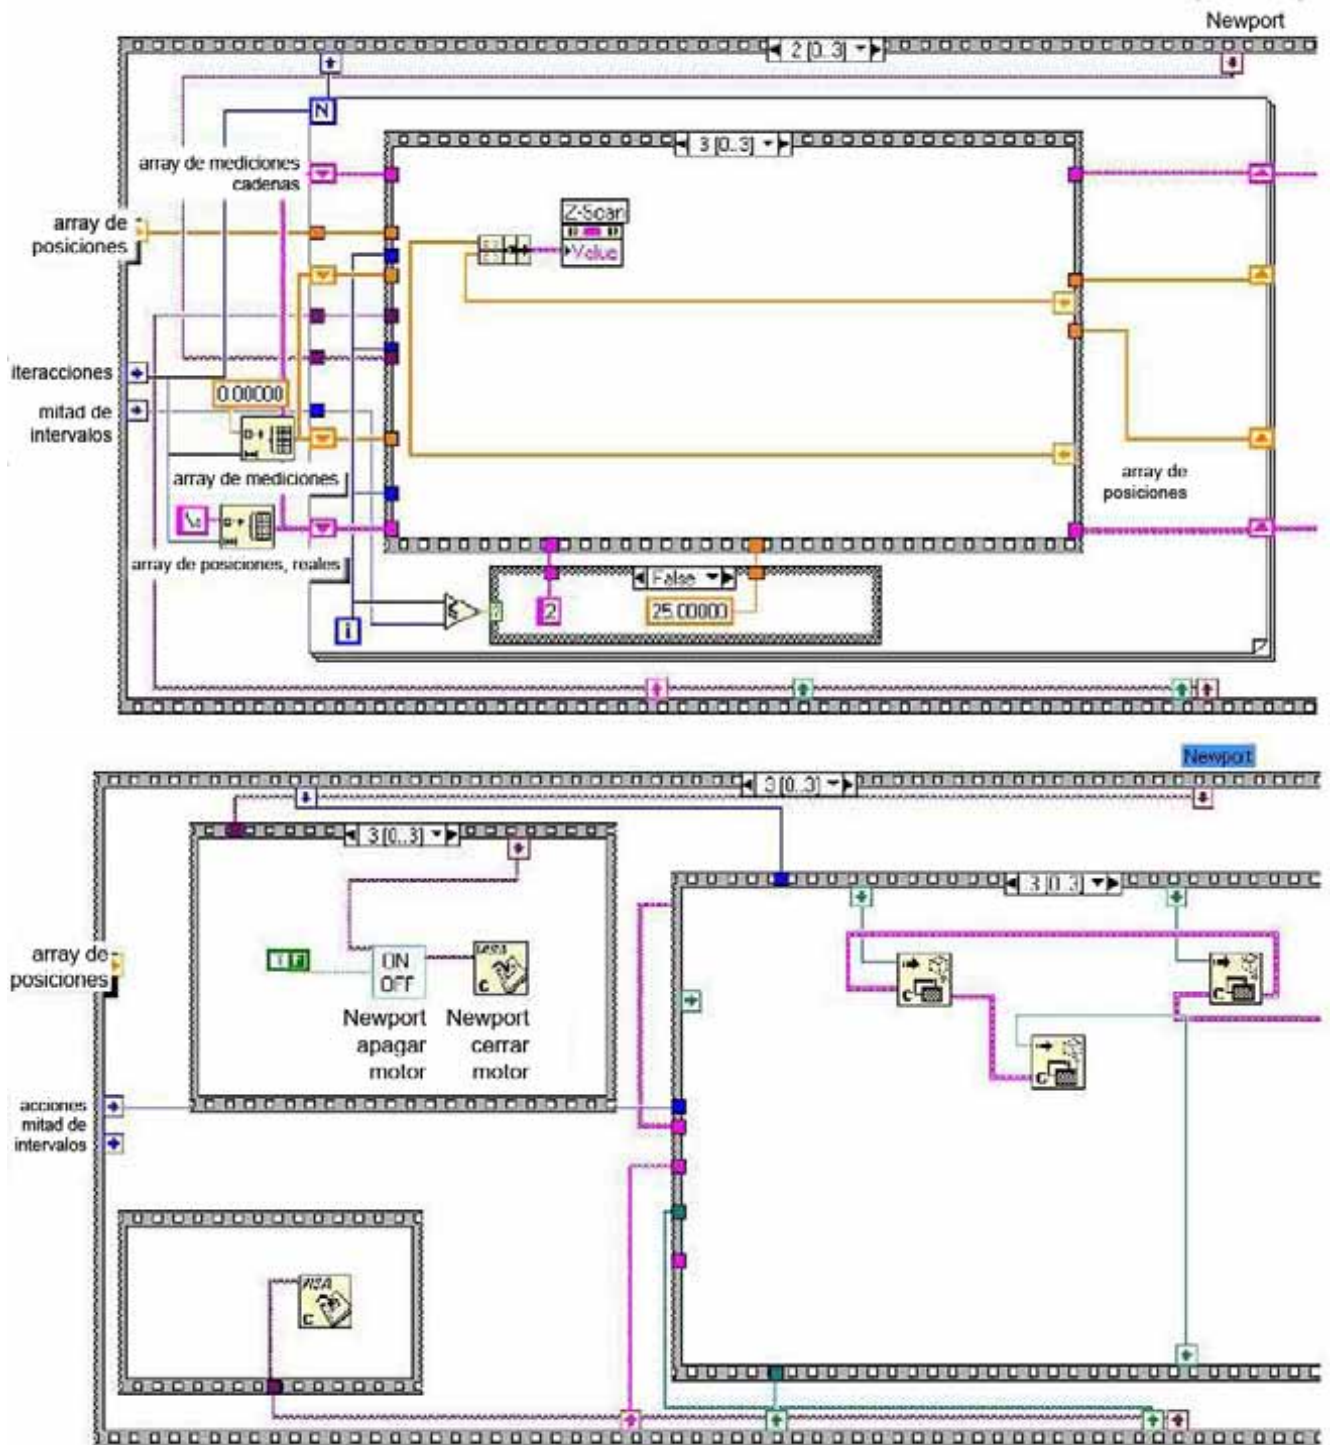 Newport
2 [0..3]
N
3 [0..3]
array de mediciones
cadenas
Z-Scan
array de
posiciones
Value
iteracciones
0.00000
mitad de
intervalos
array de mediciones
array de
posiciones
array de posiciones, reales
False
2
25.00000
i
Newport
3 [0..3]
3 [0..3]
3 [0..3]
array de
posiciones
ON
OFF
C
C
C
Newport
apagar
motor
Newport
cerrar
motor
C
acciones
mitad de
intervalos
C